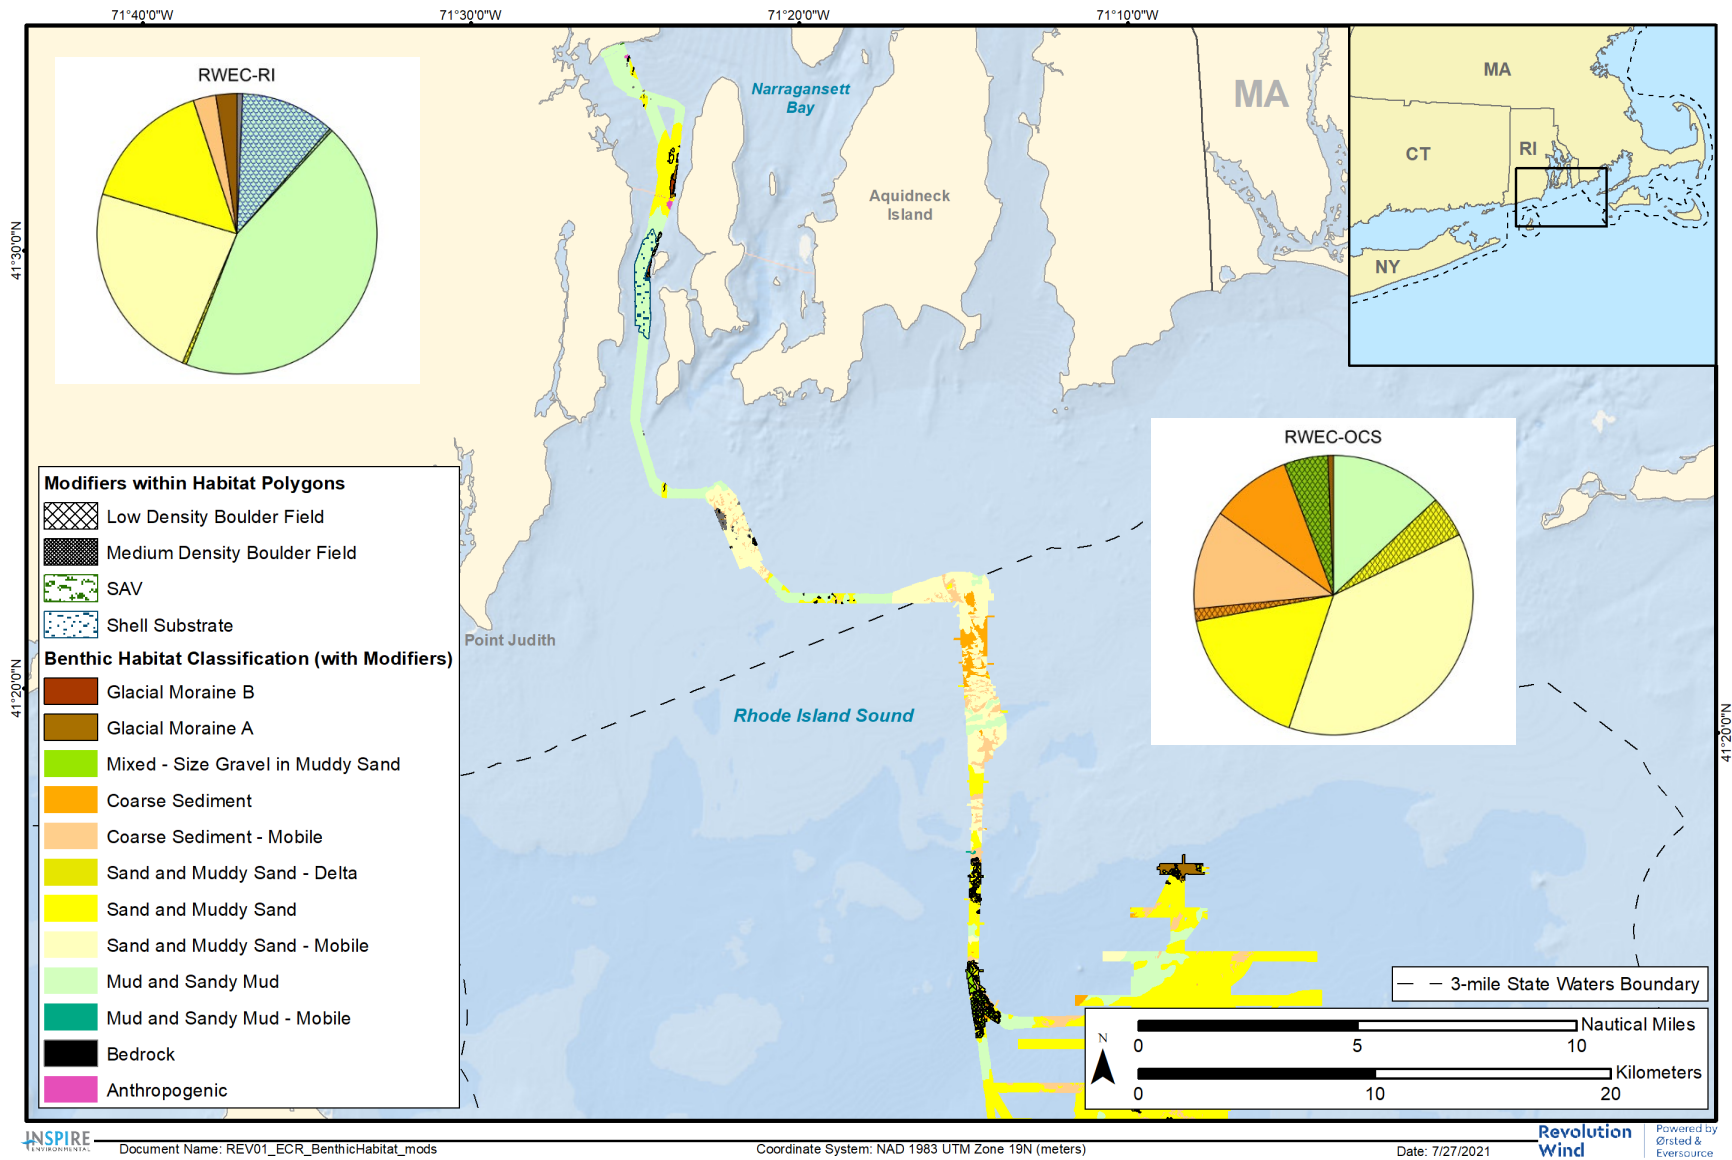 71°40'0"W
71°30'0"W
71°20'0"W
71°10'0"W
RWEC-RI
Narragansett
Bay
MA
Aquidneck
Island
MA
CT
RI
NY
41°30'0"N
RWEC-OCS
Modifiers within Habitat Polygons
Low Density Boulder Field
Medium Density Boulder Field
SAV
Shell Substrate
Benthic Habitat Classification (with Modifiers)
Glacial Moraine B
Glacial Moraine A
Mixed - Size Gravel in Muddy Sand
Coarse Sediment
Coarse Sediment - Mobile
Sand and Muddy Sand - Delta
Sand and Muddy Sand
Sand and Muddy Sand - Mobile
Mud and Sandy Mud
Mud and Sandy Mud - Mobile
Bedrock
Anthropogenic
Point Judith
Rhode Island Sound
41°20'0"N
41°20'0"N
3-mile State Waters Boundary
N
Nautical Miles
0 5 10
Kilometers
0 10 20
INSPIRE
ENVIRONMENTAL
Document Name: REV01_ECR_BenthicHabitat_mods
Coordinate System: NAD 1983 UTM Zone 19N (meters)
Date: 7/27/2021
Revolution
Wind
Powered by
Ørsted &
Eversource